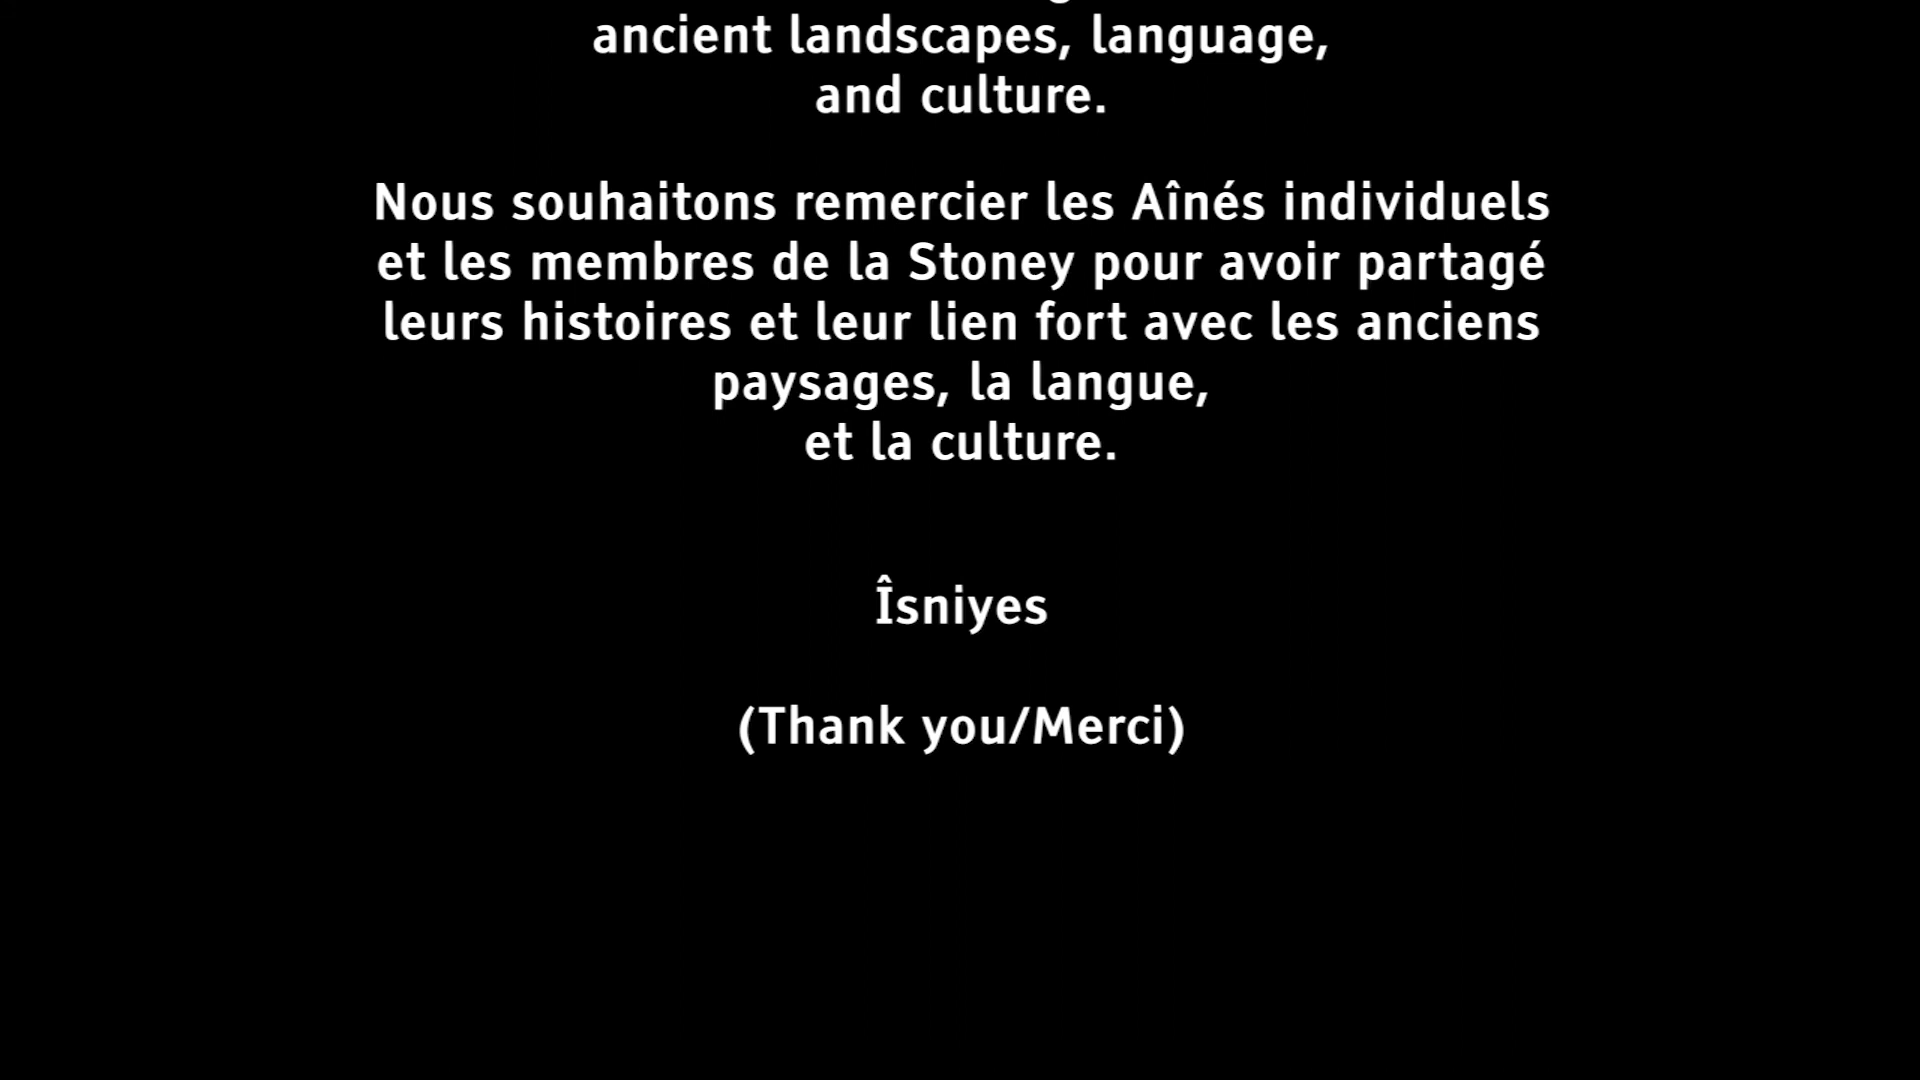 ancient landscapes, language,
and culture.
Nous souhaitons remercier les Aînés individuels
et les membres de la Stoney pour avoir partagé
leurs histoires et leur lien fort avec les anciens
paysages, la langue,
et la culture.
Îsniyes
(Thank you/Merci)